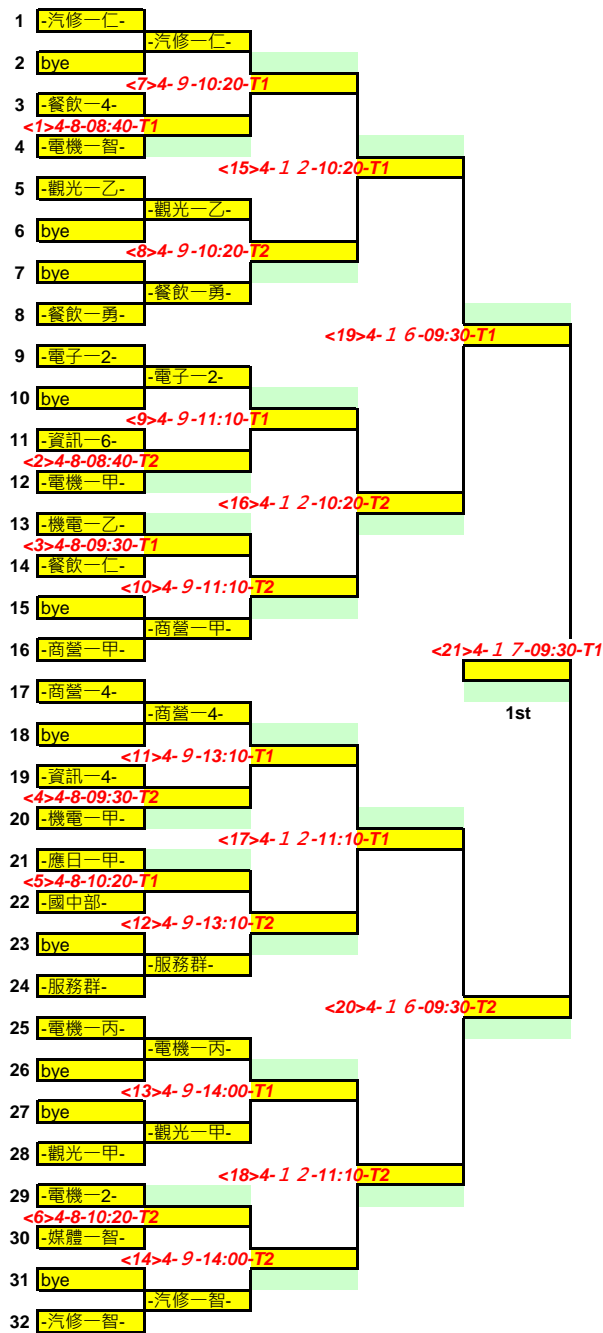 1 -汽修一仁-
-汽修一仁-
2 bye
<7>4-９-10:20-T1
3 -餐飲一4-
<1>4-8-08:40-T1
4 -電機一智-
<15>4-１２-10:20-T1
5 -觀光一乙-
-觀光一乙-
6 bye
<8>4-９-10:20-T2
7 bye
-餐飲一勇-
8 -餐飲一勇-
<19>4-１６-09:30-T1
9 -電子一2-
-電子一2-
10 bye
<9>4-９-11:10-T1
11 -資訊一6-
<2>4-8-08:40-T2
12 -電機一甲-
<16>4-１２-10:20-T2
13 -機電一乙-
<3>4-8-09:30-T1
14 -餐飲一仁-
<10>4-９-11:10-T2
15 bye
-商營一甲-
16 -商營一甲-
<21>4-１７-09:30-T1
17 -商營一4-
-商營一4-
1st
18 bye
<11>4-９-13:10-T1
19 -資訊一4-
<4>4-8-09:30-T2
20 -機電一甲-
<17>4-１２-11:10-T1
21 -應日一甲-
<5>4-8-10:20-T1
22 -國中部-
<12>4-９-13:10-T2
23 bye
-服務群-
24 -服務群-
<20>4-１６-09:30-T2
25 -電機一丙-
-電機一丙-
26 bye
<13>4-９-14:00-T1
27 bye
-觀光一甲-
28 -觀光一甲-
<18>4-１２-11:10-T2
29 -電機一2-
<6>4-8-10:20-T2
30 -媒體一智-
<14>4-９-14:00-T2
31 bye
-汽修一智-
32 -汽修一智-